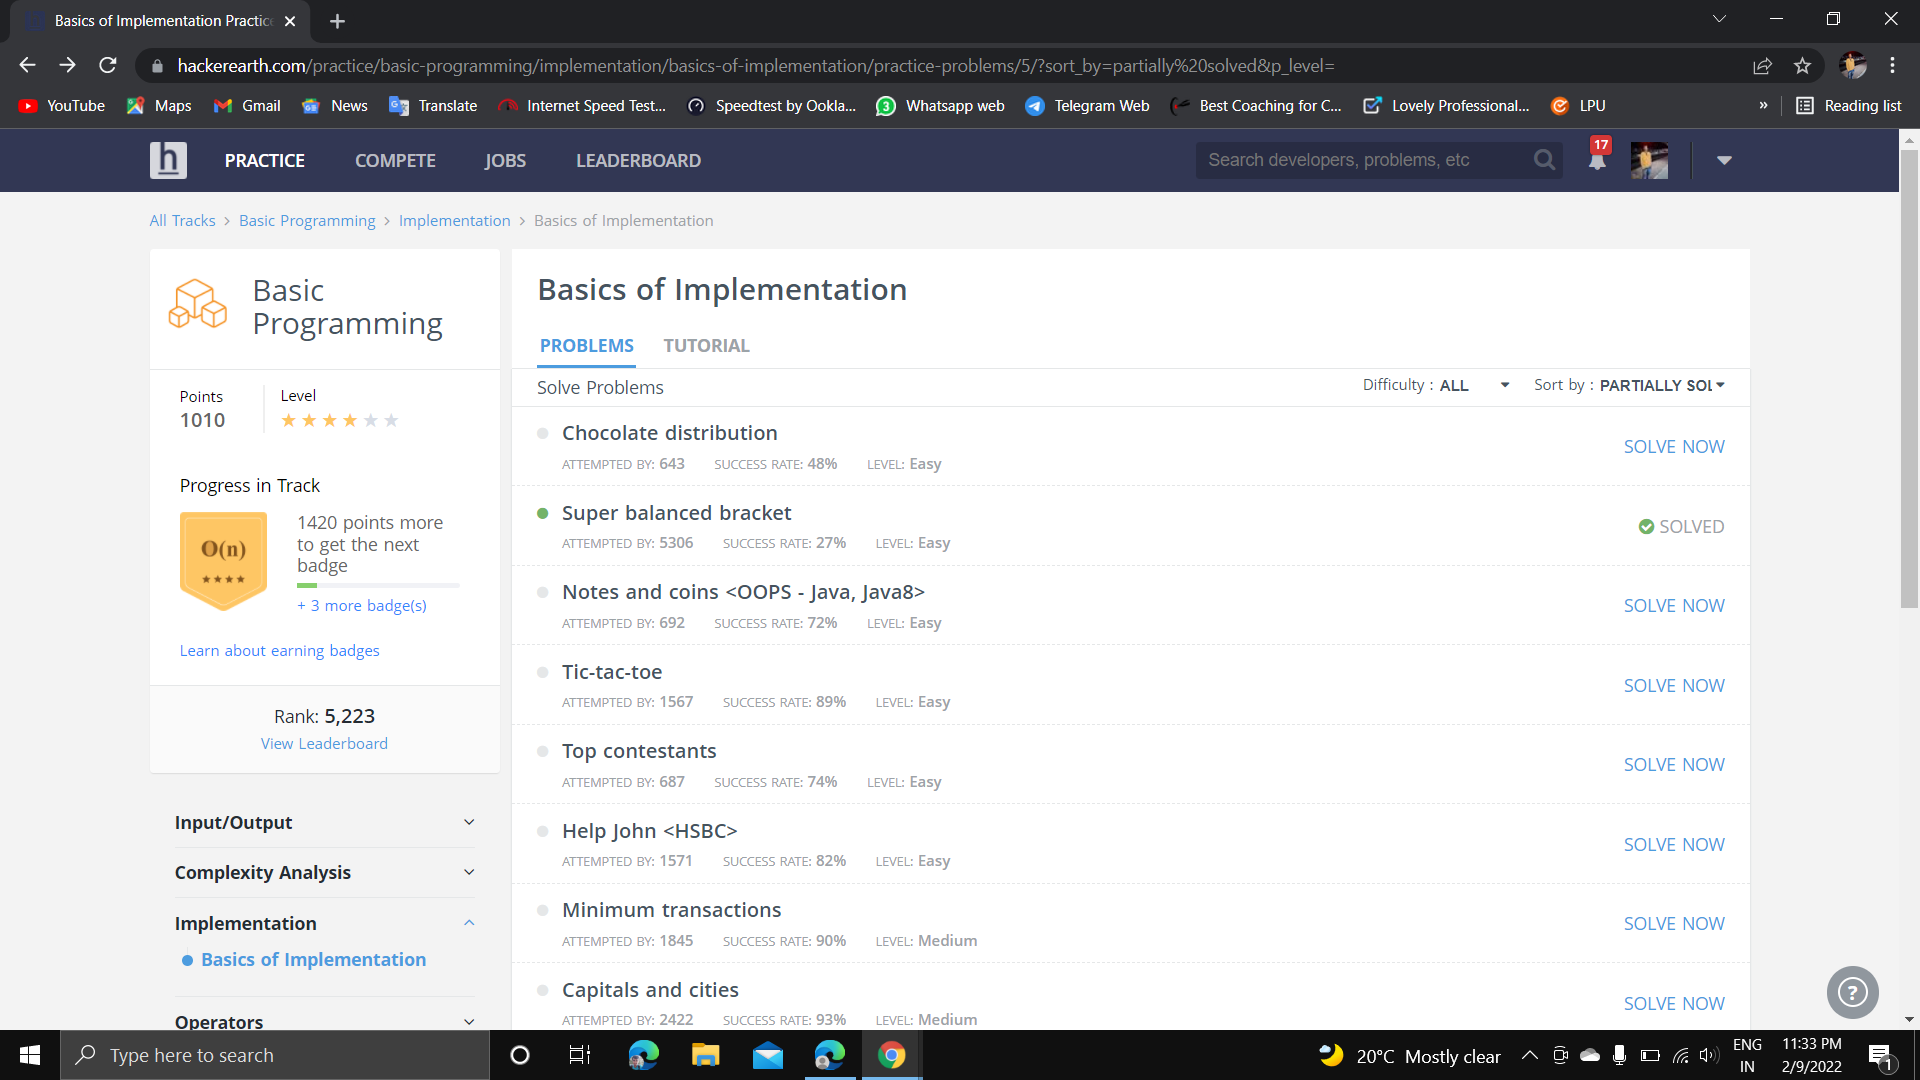 Basics of Implementation Practic
hackerearth.com/practice/basic-programming/implementation/basics-of-implementation/practice-problems/5/?sort_by=partially%20solved&p_level=
YouTube Maps Gmail News Translate Internet Speed Test... Speedtest by Ookla... Whatsapp web Telegram Web Best Coaching for C... Lovely Professional... LPU » Reading list
h PRACTICE COMPETE JOBS LEADERBOARD Search developers, problems, etc 17
All Tracks > Basic Programming > Implementation > Basics of Implementation
Basic
Programming
Points
1010
Level
Progress in Track
O(n)
1420 points more
to get the next
badge
+ 3 more badge(s)
Learn about earning badges
Rank: 5,223
View Leaderboard
Input/Output
Complexity Analysis
Implementation
Basics of Implementation
Operators
Basics of Implementation
PROBLEMS TUTORIAL
Solve Problems Difficulty : ALL Sort by : PARTIALLY SOL
Chocolate distribution
ATTEMPTED BY: 643 SUCCESS RATE: 48% LEVEL: Easy
SOLVE NOW
Super balanced bracket
ATTEMPTED BY: 5306 SUCCESS RATE: 27% LEVEL: Easy
SOLVED
Notes and coins <OOPS - Java, Java8>
ATTEMPTED BY: 692 SUCCESS RATE: 72% LEVEL: Easy
SOLVE NOW
Tic-tac-toe
ATTEMPTED BY: 1567 SUCCESS RATE: 89% LEVEL: Easy
SOLVE NOW
Top contestants
ATTEMPTED BY: 687 SUCCESS RATE: 74% LEVEL: Easy
SOLVE NOW
Help John <HSBC>
ATTEMPTED BY: 1571 SUCCESS RATE: 82% LEVEL: Easy
SOLVE NOW
Minimum transactions
ATTEMPTED BY: 1845 SUCCESS RATE: 90% LEVEL: Medium
SOLVE NOW
Capitals and cities
ATTEMPTED BY: 2422 SUCCESS RATE: 93% LEVEL: Medium
SOLVE NOW
?
Type here to search
20°C Mostly clear
ENG
IN
11:33 PM
2/9/2022
1